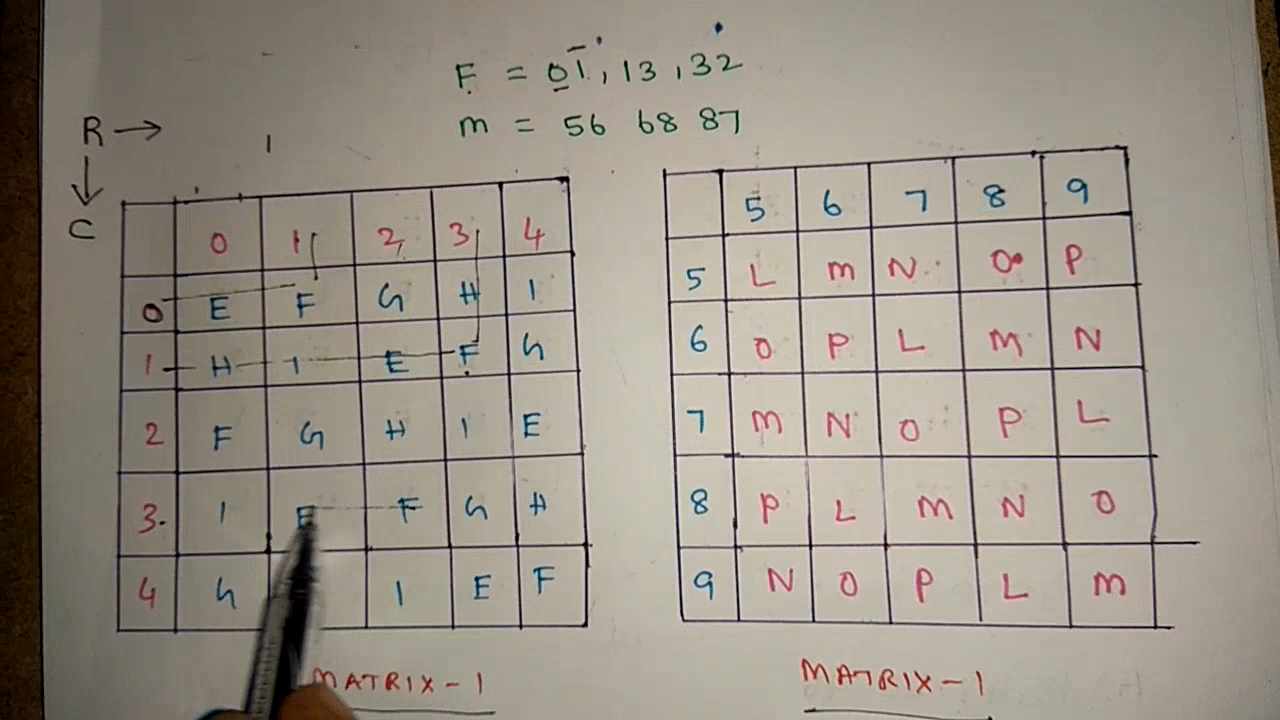 F = 01, 13, 32
R → m = 56 68 87
C
0 1 2 3 4
0 E F G H I
1 H I E F G
2 F G H I E
3 I E F G H
4 G I E F
5 6 7 8 9
5 L M N O P
6 O P L M N
7 M N O P L
8 P L M N O
9 N O P L M
MATRIX - 1
MATRIX - 1